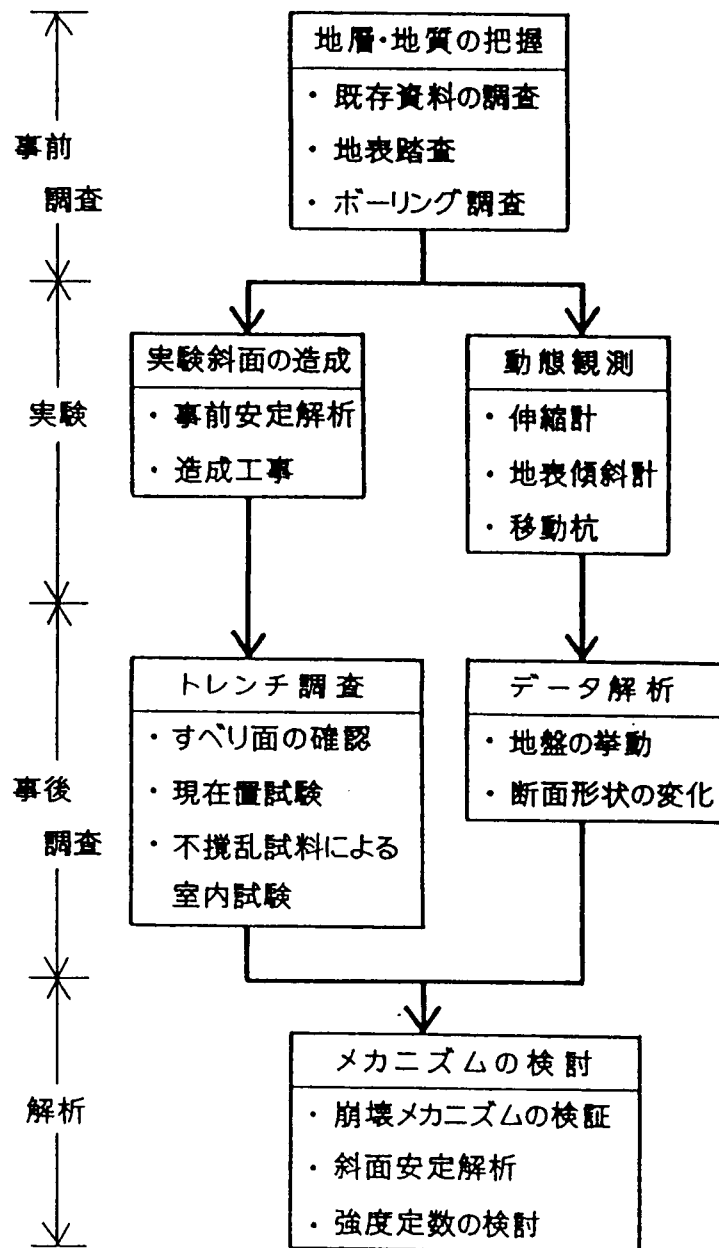 地層・地質の把握
・既存資料の調査
・地表踏査
・ボーリング調査
事前
調査
実験斜面の造成
・事前安定解析
・造成工事
動態観測
・伸縮計
・地表傾斜計
・移動杭
実験
トレンチ調査
・すべり面の確認
・現在置試験
・不撹乱試料による
室内試験
データ解析
・地盤の挙動
・断面形状の変化
事後
調査
メカニズムの検討
・崩壊メカニズムの検証
・斜面安定解析
・強度定数の検討
解析